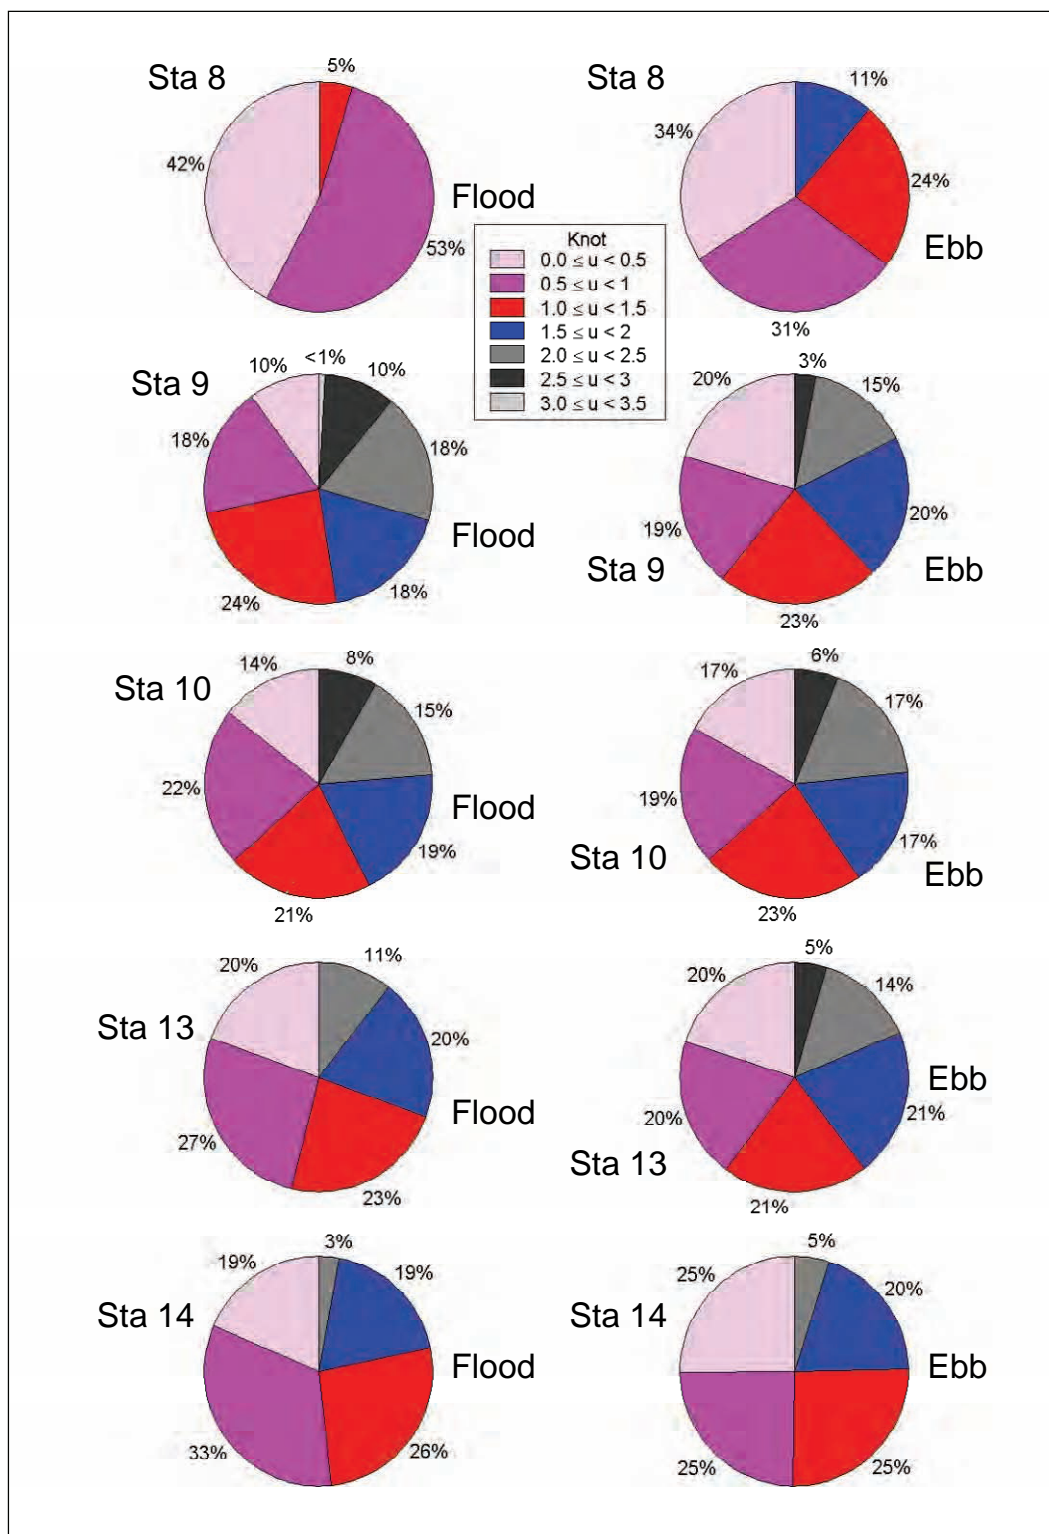 Sta 8
5%
42%
53%
Flood
Sta 8
11%
34%
24%
31%
Ebb
Knot
0.0 ≤ u < 0.5
0.5 ≤ u < 1
1.0 ≤ u < 1.5
1.5 ≤ u < 2
2.0 ≤ u < 2.5
2.5 ≤ u < 3
3.0 ≤ u < 3.5
Sta 9
10%
<1%
10%
18%
18%
24%
18%
Flood
20%
3%
15%
19%
20%
23%
Sta 9
Ebb
Sta 10
14%
8%
15%
22%
19%
21%
Flood
17%
6%
17%
19%
17%
23%
Sta 10
Ebb
Sta 13
20%
11%
20%
27%
23%
Flood
20%
5%
14%
20%
21%
21%
Sta 13
Ebb
Sta 14
19%
3%
19%
33%
26%
Flood
Sta 14
25%
5%
20%
25%
25%
Ebb